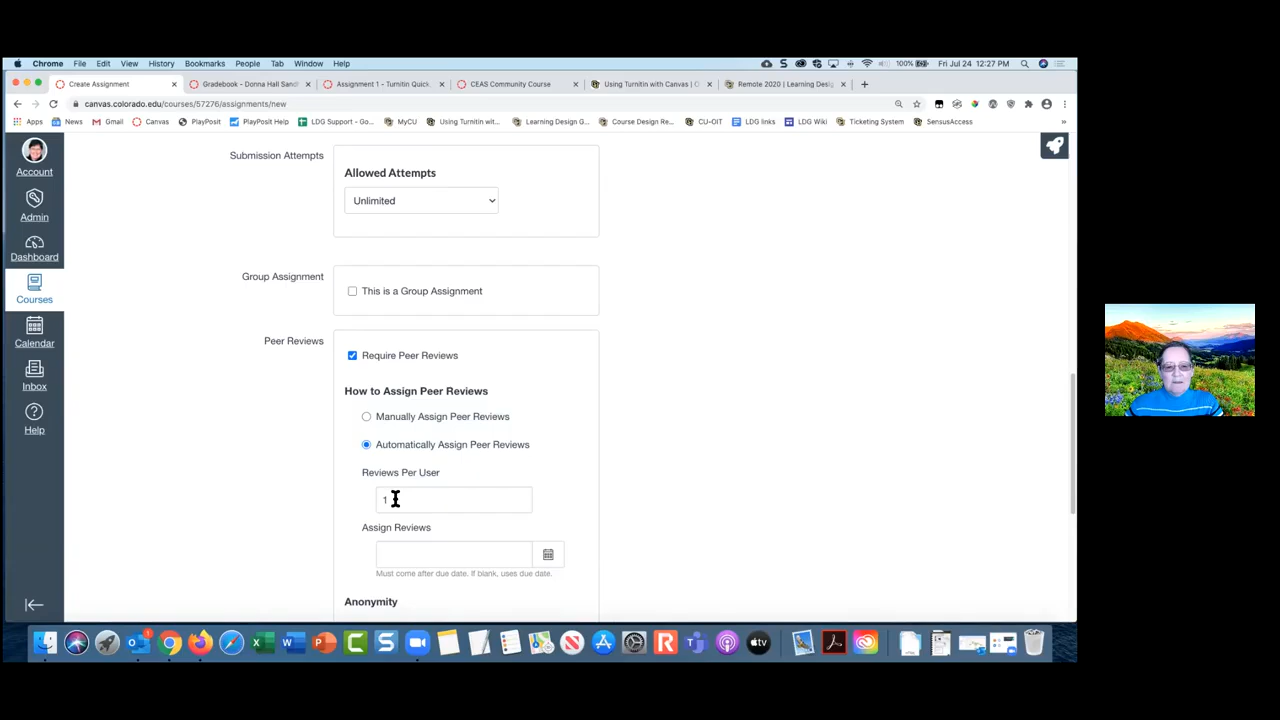 Chrome File Edit View History Bookmarks People Tab Window Help 100% Fri Jul 24 12:27 PM
Create Assignment Gradebook - Donna Hall Sand Assignment 1 - Turnitin Quick CEAS Community Course Using Turnitin with Canvas | O Remote 2020 | Learning Desig
canvas.colorado.edu/courses/57276/assignments/new
Apps News Gmail Canvas PlayPosit PlayPosit Help LDG Support - Go... MyCU Using Turnitin wit... Learning Design G... Course Design Re... CU-OIT LDG links LDG Wiki Ticketing System SensusAccess »
Account
Admin
Dashboard
Courses
Calendar
Inbox
Help
Submission Attempts
Allowed Attempts
Unlimited
Group Assignment
This is a Group Assignment
Peer Reviews
Require Peer Reviews
How to Assign Peer Reviews
Manually Assign Peer Reviews
Automatically Assign Peer Reviews
Reviews Per User
1
Assign Reviews
Must come after due date. If blank, uses due date.
Anonymity